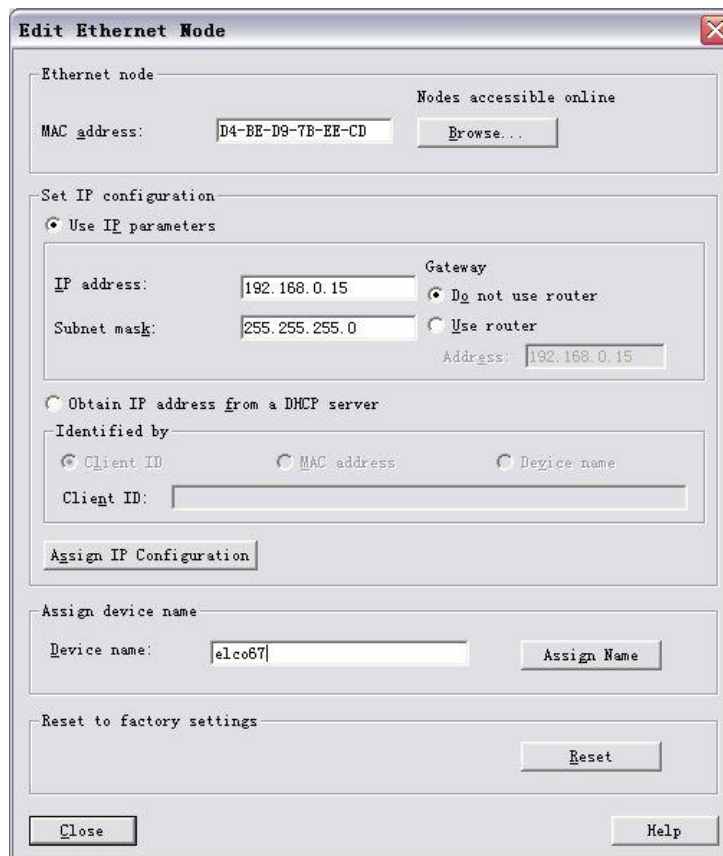 Edit Ethernet Node
Ethernet node
Nodes accessible online
MAC address: D4-BE-D9-7B-EE-CD Browse...
Set IP configuration
Use IP parameters
Gateway
IP address: 192.168.0.15 Do not use router
Subnet mask: 255.255.255.0 Use router
Address: 192.168.0.15
Obtain IP address from a DHCP server
Identified by
Client ID MAC address Device name
Client ID:
Assign IP Configuration
Assign device name
Device name: elco67 Assign Name
Reset to factory settings
Reset
Close Help